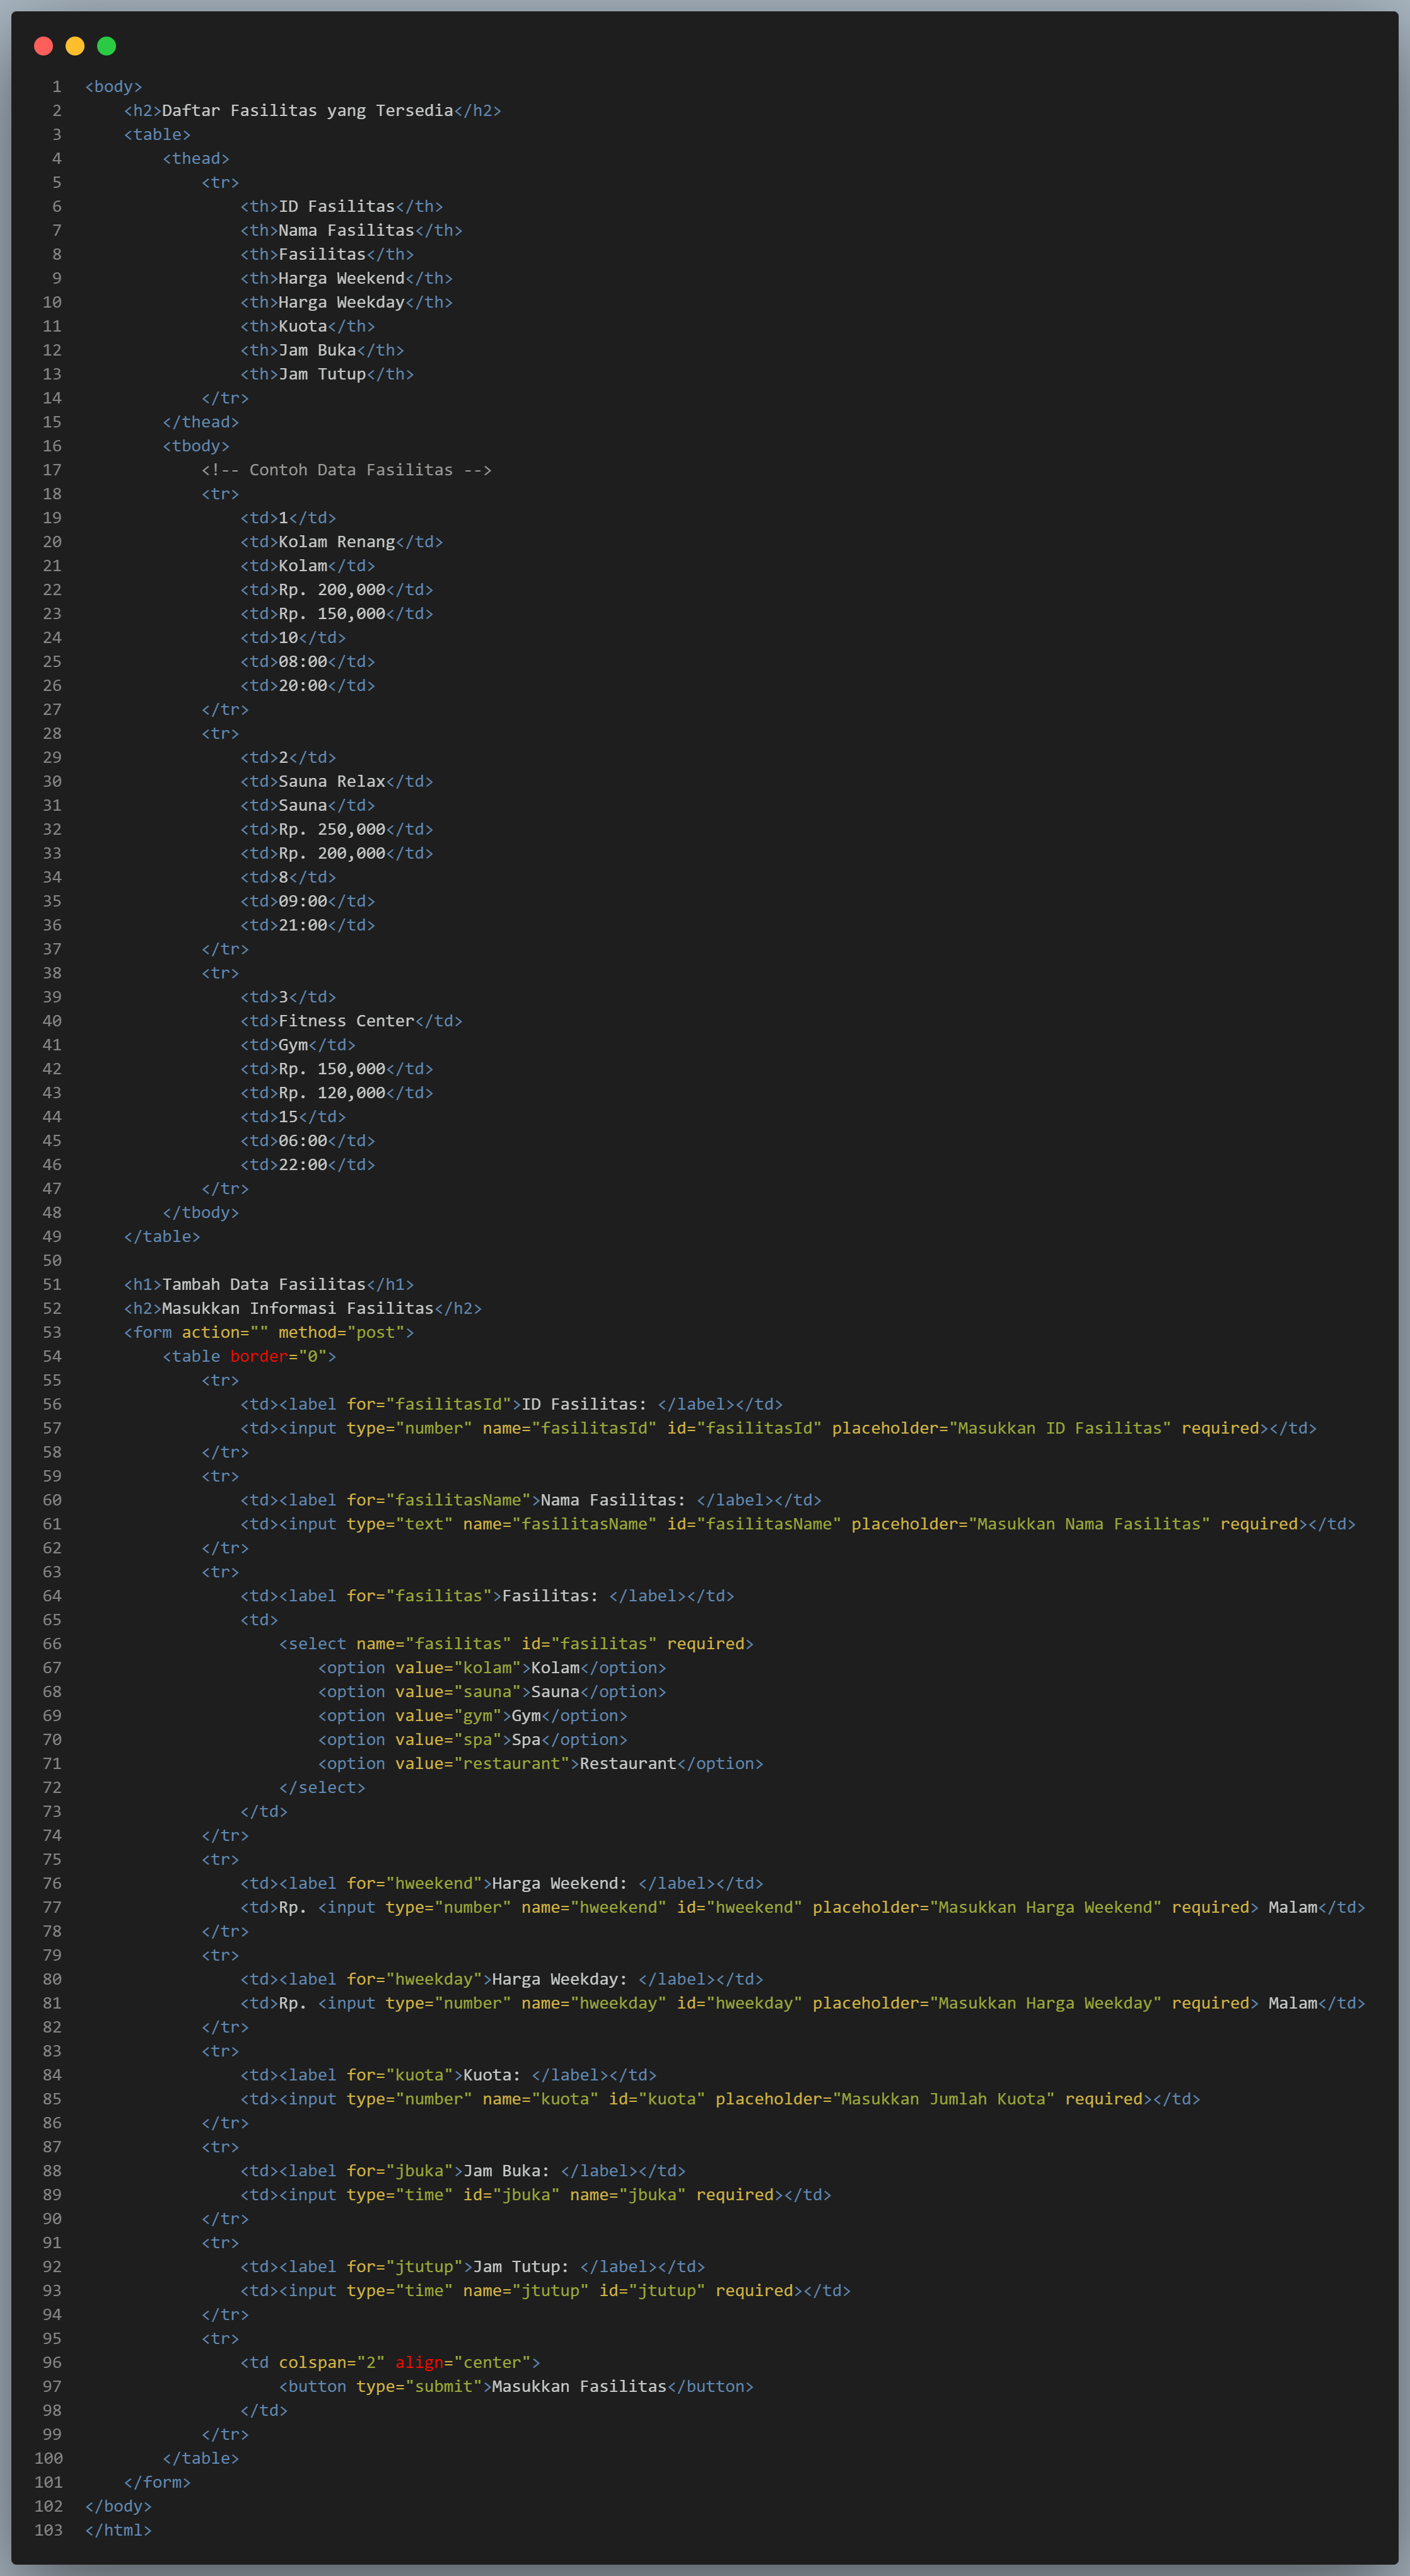 1 <body>
2     <h2>Daftar Fasilitas yang Tersedia</h2>
3     <table>
4         <thead>
5             <tr>
6                 <th>ID Fasilitas</th>
7                 <th>Nama Fasilitas</th>
8                 <th>Fasilitas</th>
9                 <th>Harga Weekend</th>
10                 <th>Harga Weekday</th>
11                 <th>Kuota</th>
12                 <th>Jam Buka</th>
13                 <th>Jam Tutup</th>
14             </tr>
15         </thead>
16         <tbody>
17             <!-- Contoh Data Fasilitas -->
18             <tr>
19                 <td>1</td>
20                 <td>Kolam Renang</td>
21                 <td>Kolam</td>
22                 <td>Rp. 200,000</td>
23                 <td>Rp. 150,000</td>
24                 <td>10</td>
25                 <td>08:00</td>
26                 <td>20:00</td>
27             </tr>
28             <tr>
29                 <td>2</td>
30                 <td>Sauna Relax</td>
31                 <td>Sauna</td>
32                 <td>Rp. 250,000</td>
33                 <td>Rp. 200,000</td>
34                 <td>8</td>
35                 <td>09:00</td>
36                 <td>21:00</td>
37             </tr>
38             <tr>
39                 <td>3</td>
40                 <td>Fitness Center</td>
41                 <td>Gym</td>
42                 <td>Rp. 150,000</td>
43                 <td>Rp. 120,000</td>
44                 <td>15</td>
45                 <td>06:00</td>
46                 <td>22:00</td>
47             </tr>
48         </tbody>
49     </table>
50
51     <h1>Tambah Data Fasilitas</h1>
52     <h2>Masukkan Informasi Fasilitas</h2>
53     <form action="" method="post">
54         <table border="0">
55             <tr>
56                 <td><label for="fasilitasId">ID Fasilitas: </label></td>
57                 <td><input type="number" name="fasilitasId" id="fasilitasId" placeholder="Masukkan ID Fasilitas" required></td>
58             </tr>
59             <tr>
60                 <td><label for="fasilitasName">Nama Fasilitas: </label></td>
61                 <td><input type="text" name="fasilitasName" id="fasilitasName" placeholder="Masukkan Nama Fasilitas" required></td>
62             </tr>
63             <tr>
64                 <td><label for="fasilitas">Fasilitas: </label></td>
65                 <td>
66                     <select name="fasilitas" id="fasilitas" required>
67                         <option value="kolam">Kolam</option>
68                         <option value="sauna">Sauna</option>
69                         <option value="gym">Gym</option>
70                         <option value="spa">Spa</option>
71                         <option value="restaurant">Restaurant</option>
72                     </select>
73                 </td>
74             </tr>
75             <tr>
76                 <td><label for="hweekend">Harga Weekend: </label></td>
77                 <td>Rp. <input type="number" name="hweekend" id="hweekend" placeholder="Masukkan Harga Weekend" required> Malam</td>
78             </tr>
79             <tr>
80                 <td><label for="hweekday">Harga Weekday: </label></td>
81                 <td>Rp. <input type="number" name="hweekday" id="hweekday" placeholder="Masukkan Harga Weekday" required> Malam</td>
82             </tr>
83             <tr>
84                 <td><label for="kuota">Kuota: </label></td>
85                 <td><input type="number" name="kuota" id="kuota" placeholder="Masukkan Jumlah Kuota" required></td>
86             </tr>
87             <tr>
88                 <td><label for="jbuka">Jam Buka: </label></td>
89                 <td><input type="time" id="jbuka" name="jbuka" required></td>
90             </tr>
91             <tr>
92                 <td><label for="jtutup">Jam Tutup: </label></td>
93                 <td><input type="time" name="jtutup" id="jtutup" required></td>
94             </tr>
95             <tr>
96                 <td colspan="2" align="center">
97                     <button type="submit">Masukkan Fasilitas</button>
98                 </td>
99             </tr>
100         </table>
101     </form>
102 </body>
103 </html>